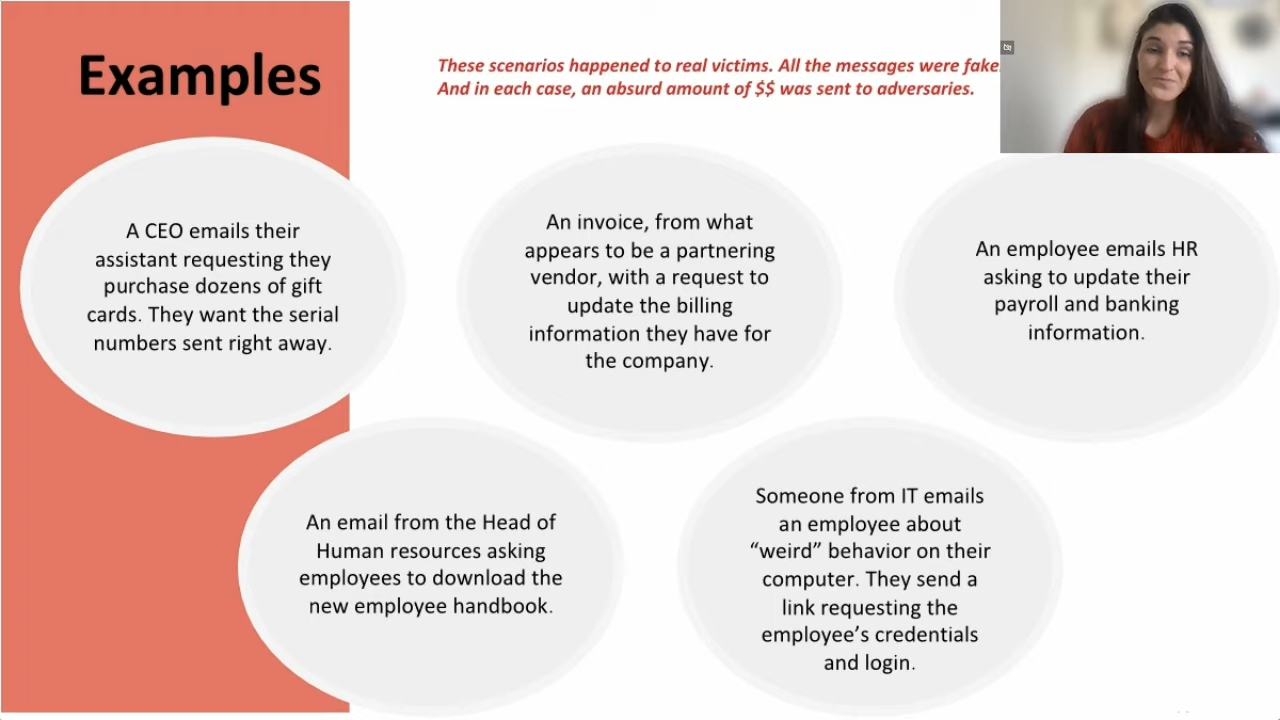 Examples
These scenarios happened to real victims. All the messages were fake.
And in each case, an absurd amount of $$ was sent to adversaries.
A CEO emails their
assistant requesting they
purchase dozens of gift
cards. They want the serial
numbers sent right away.
An invoice, from what
appears to be a partnering
vendor, with a request to
update the billing
information they have for
the company.
An employee emails HR
asking to update their
payroll and banking
information.
An email from the Head of
Human resources asking
employees to download the
new employee handbook.
Someone from IT emails
an employee about
“weird” behavior on their
computer. They send a
link requesting the
employee’s credentials
and login.